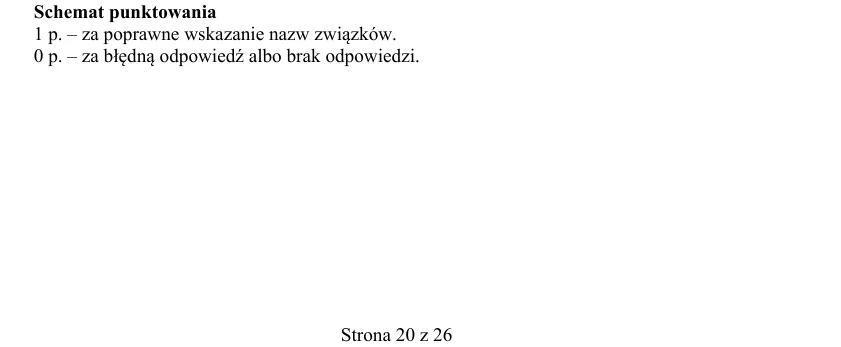 Schemat punktowania
1 p. – za poprawne wskazanie nazw związków.
0 p. – za błędną odpowiedź albo brak odpowiedzi.
Strona 20 z 26